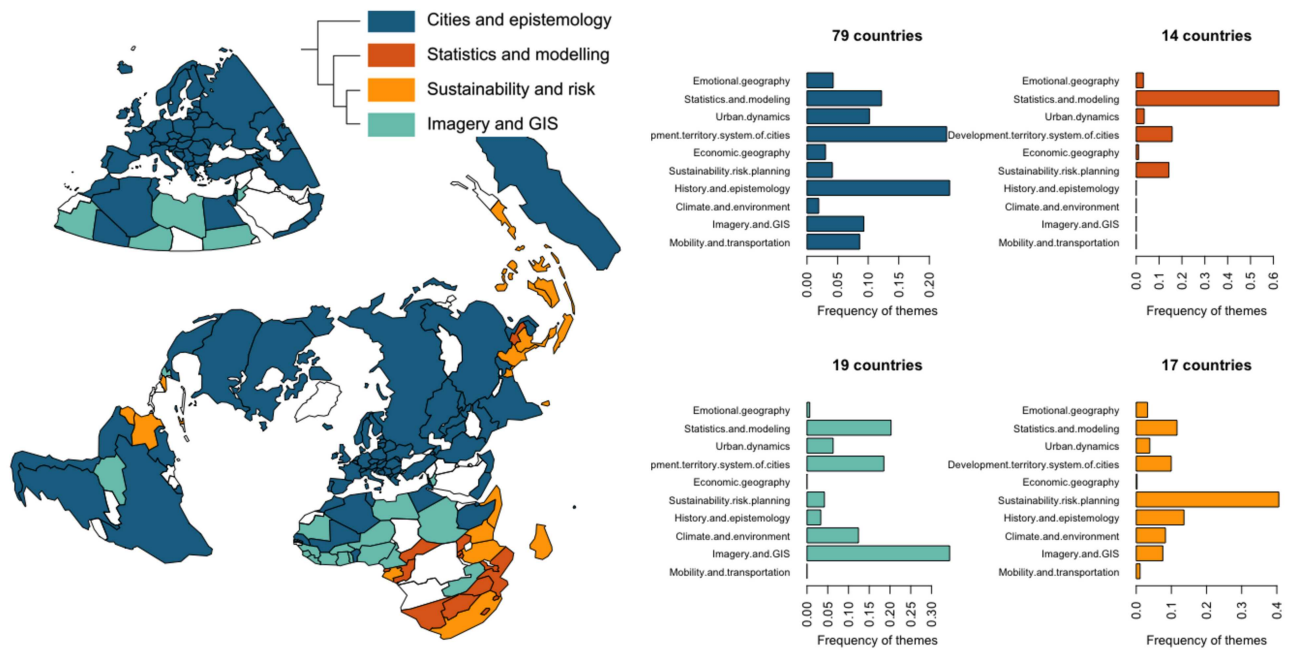 Cities and epistemology
Statistics and modelling
Sustainability and risk
Imagery and GIS
79 countries
Emotional.geography
Statistics.and.modeling
Urban.dynamics
pment.territory.system.of.cities
Economic.geography
Sustainability.risk.planning
History.and.epistemology
Climate.and.environment
Imagery.and.GIS
Mobility.and.transportation
0.00 0.05 0.10 0.15 0.20
Frequency of themes
14 countries
Emotional.geography
Statistics.and.modeling
Urban.dynamics
Development.territory.system.of.cities
Economic.geography
Sustainability.risk.planning
History.and.epistemology
Climate.and.environment
Imagery.and.GIS
Mobility.and.transportation
0.0 0.1 0.2 0.3 0.4 0.5 0.6
Frequency of themes
19 countries
Emotional.geography
Statistics.and.modeling
Urban.dynamics
pment.territory.system.of.cities
Economic.geography
Sustainability.risk.planning
History.and.epistemology
Climate.and.environment
Imagery.and.GIS
Mobility.and.transportation
0.00 0.05 0.10 0.15 0.20 0.25 0.30
Frequency of themes
17 countries
Emotional.geography
Statistics.and.modeling
Urban.dynamics
Development.territory.system.of.cities
Economic.geography
Sustainability.risk.planning
History.and.epistemology
Climate.and.environment
Imagery.and.GIS
Mobility.and.transportation
0.0 0.1 0.2 0.3 0.4
Frequency of themes